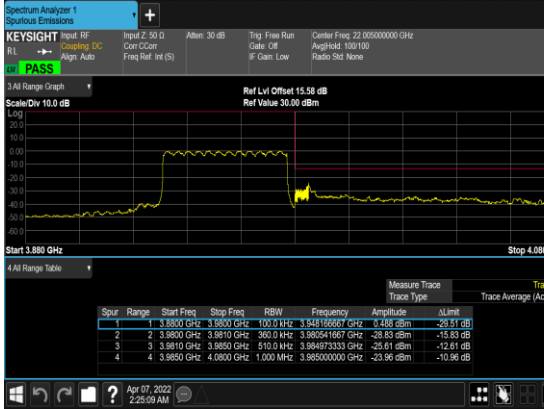 Spectrum Analyzer 1
Spurious Emissions
+
KEYSIGHT Input: RF Input Z: 50 Ω Atten: 30 dB Trig: Free Run Center Freq: 22.005000000 GHz
RL Coupling: DC Corr CCorr Gate: Off Avg|Hold: 100/100
Align: Auto Freq Ref: Int (S) IF Gain: Low Radio Std: None
PASS
3 All Range Graph
Ref Lvl Offset 15.58 dB
Scale/Div 10.0 dB Ref Value 30.00 dBm
Log
20.0
10.0
0.00
-10.0
-20.0
-30.0
-40.0
-50.0
-60.0
Start 3.880 GHz Stop 4.080
4 All Range Table
Measure Trace Tra
Trace Type Trace Average (Ac
Spur Range Start Freq Stop Freq RBW Frequency Amplitude ΔLimit
1 1 3.8800 GHz 3.9800 GHz 100.0 kHz 3.948166667 GHz 0.488 dBm -29.51 dB
2 2 3.9800 GHz 3.9810 GHz 360.0 kHz 3.980541667 GHz -28.83 dBm -15.83 dB
3 3 3.9810 GHz 3.9850 GHz 510.0 kHz 3.984973333 GHz -25.61 dBm -12.61 dB
4 4 3.9850 GHz 4.0800 GHz 1.000 MHz 3.985000000 GHz -23.96 dBm -10.96 dB
? Apr 07, 2022
2:25:09 AM